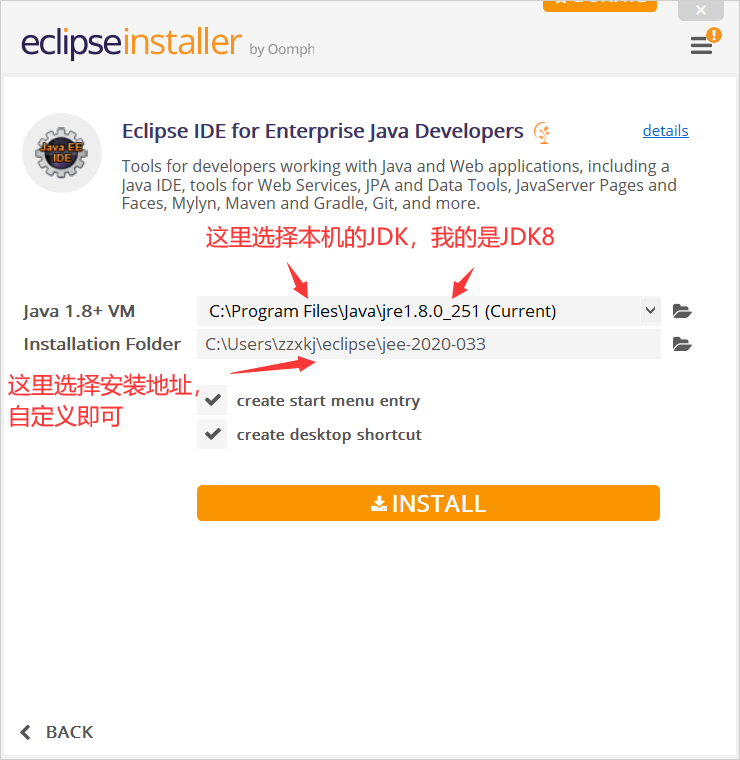 eclipseinstaller by Oomph
!
Java EE
IDE
Eclipse IDE for Enterprise Java Developers
details
Tools for developers working with Java and Web applications, including a
Java IDE, tools for Web Services, JPA and Data Tools, JavaServer Pages and
Faces, Mylyn, Maven and Gradle, Git, and more.
这里选择本机的JDK，我的是JDK8
Java 1.8+ VM
C:\Program Files\Java\jre1.8.0_251 (Current)
Installation Folder
C:\Users\zzxkj\eclipse\jee-2020-033
这里选择安装地址，
自定义即可
create start menu entry
create desktop shortcut
INSTALL
BACK